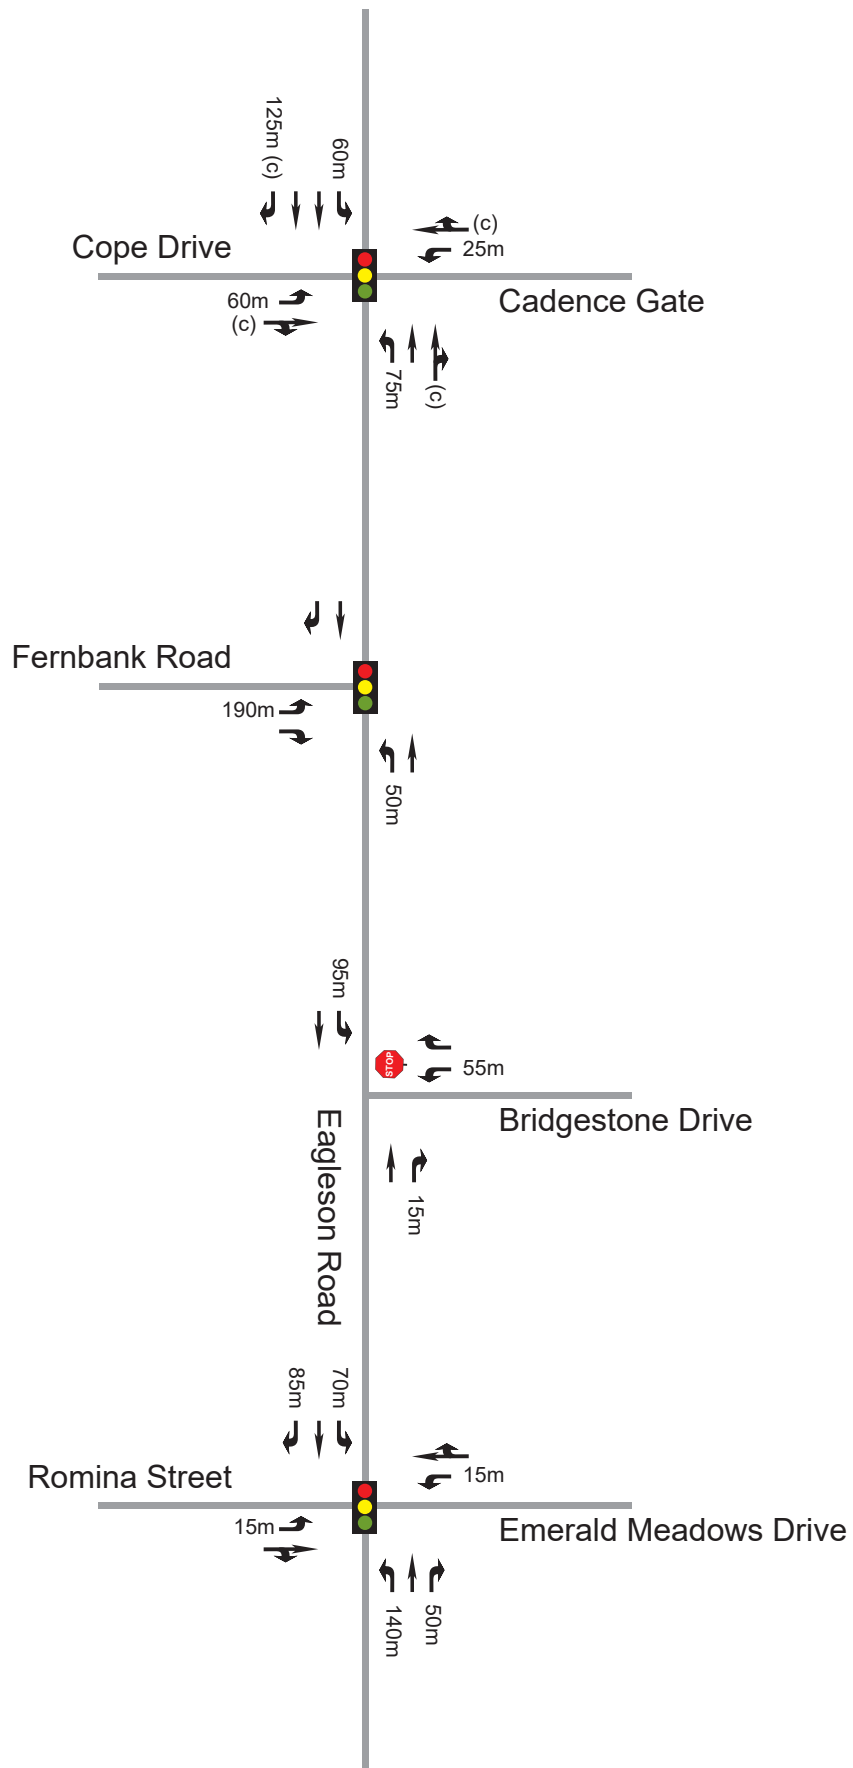 125m (c)
60m
(c)
Cope Drive
25m
60m
Cadence Gate
(c)
75m
(c)
Fernbank Road
190m
50m
95m
STOP
55m
Bridgestone Drive
Eagleson Road
15m
85m
70m
Romina Street
15m
15m
Emerald Meadows Drive
140m
50m